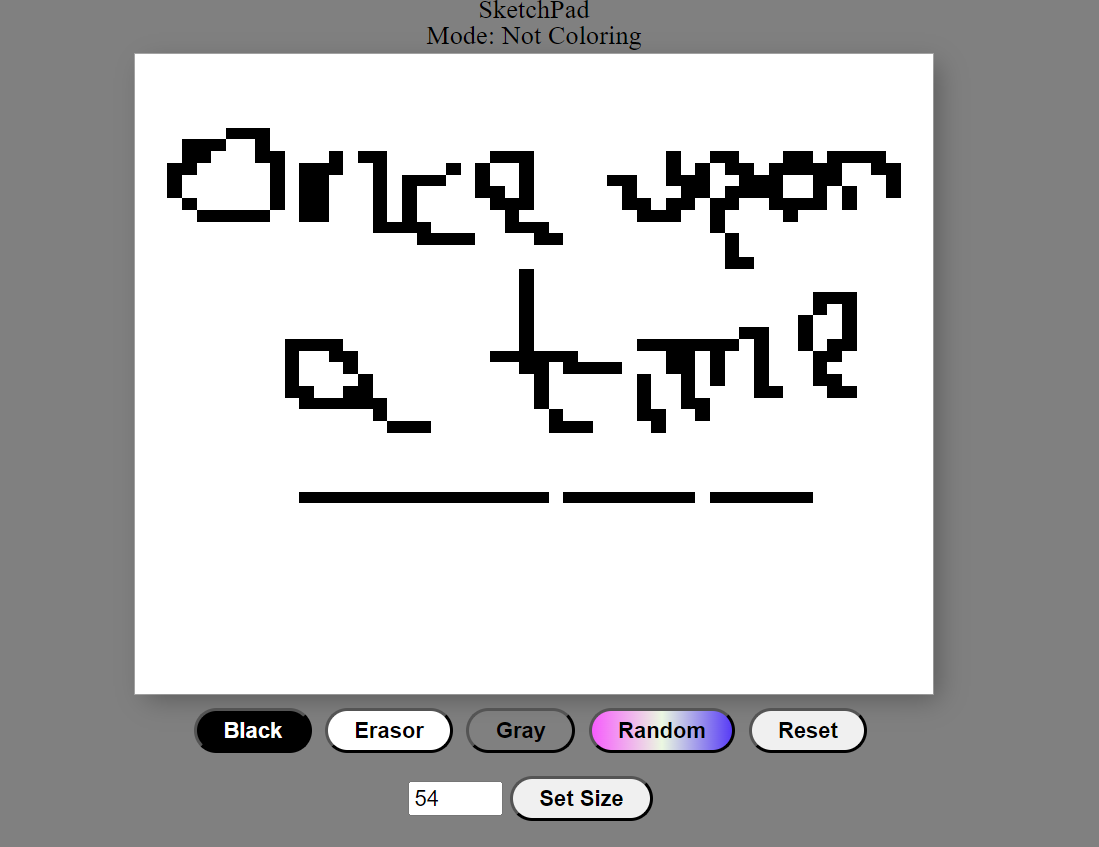 SketchPad
Mode: Not Coloring
Once upon
a time
Black Erasor Gray Random Reset
54 Set Size